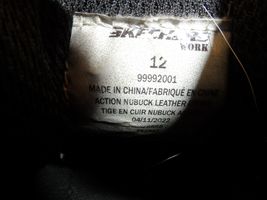 SKECHERS
WORK
12
99992001
MADE IN CHINA/FABRIQUÉ EN CHINE
ACTION NUBUCK LEATHER
TIGE EN CUIR NUBUCK
04/11/2022